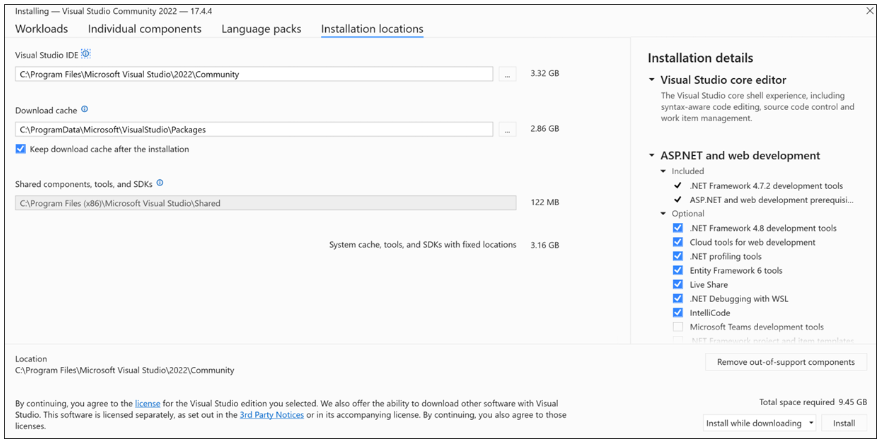 Installing — Visual Studio Community 2022 — 17.4.4
Workloads Individual components Language packs Installation locations
Visual Studio IDE
C:\Program Files\Microsoft Visual Studio\2022\Community ... 3.32 GB
Download cache
C:\ProgramData\Microsoft\VisualStudio\Packages ... 2.86 GB
Keep download cache after the installation
Shared components, tools, and SDKs
C:\Program Files (x86)\Microsoft Visual Studio\Shared 122 MB
System cache, tools, and SDKs with fixed locations 3.16 GB
Installation details
Visual Studio core editor
The Visual Studio core shell experience, including
syntax-aware code editing, source code control and
work item management.
ASP.NET and web development
Included
.NET Framework 4.7.2 development tools
ASP.NET and web development prerequisi...
Optional
.NET Framework 4.8 development tools
Cloud tools for web development
.NET profiling tools
Entity Framework 6 tools
Live Share
.NET Debugging with WSL
IntelliCode
Microsoft Teams development tools
.NET Framework project and item templates
Location
C:\Program Files\Microsoft Visual Studio\2022\Community
Remove out-of-support components
By continuing, you agree to the license for the Visual Studio edition you selected. We also offer the ability to download other software with Visual
Studio. This software is licensed separately, as set out in the 3rd Party Notices or in its accompanying license. By continuing, you also agree to those
licenses.
Total space required 9.45 GB
Install while downloading Install